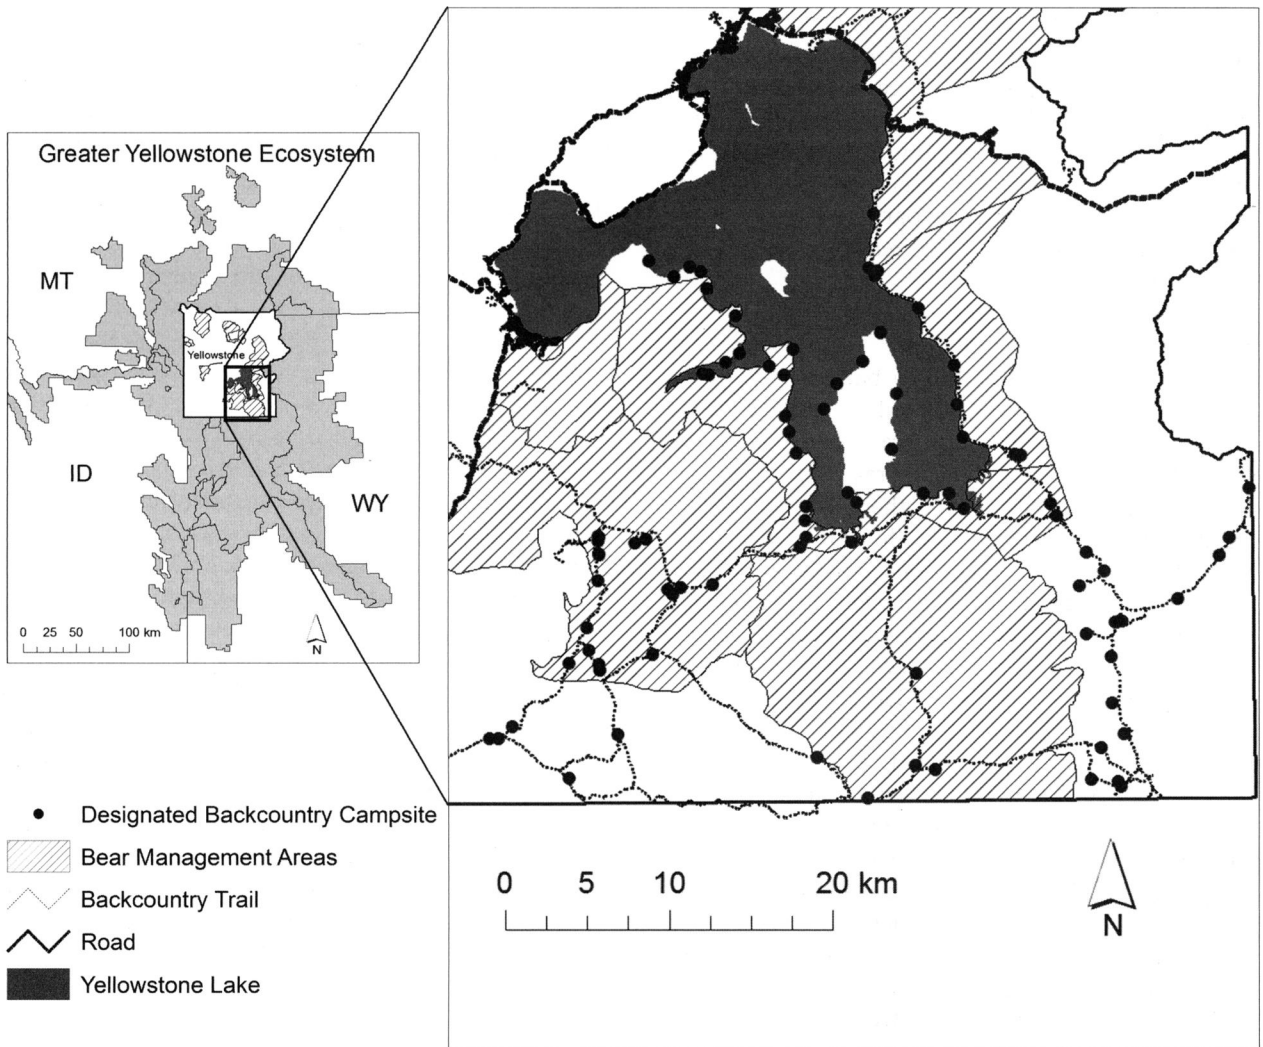 Greater Yellowstone Ecosystem
MT
Yellowstone
ID
WY
0 25 50 100 km
N
Designated Backcountry Campsite
Bear Management Areas
Backcountry Trail
Road
Yellowstone Lake
0 5 10 20 km
N